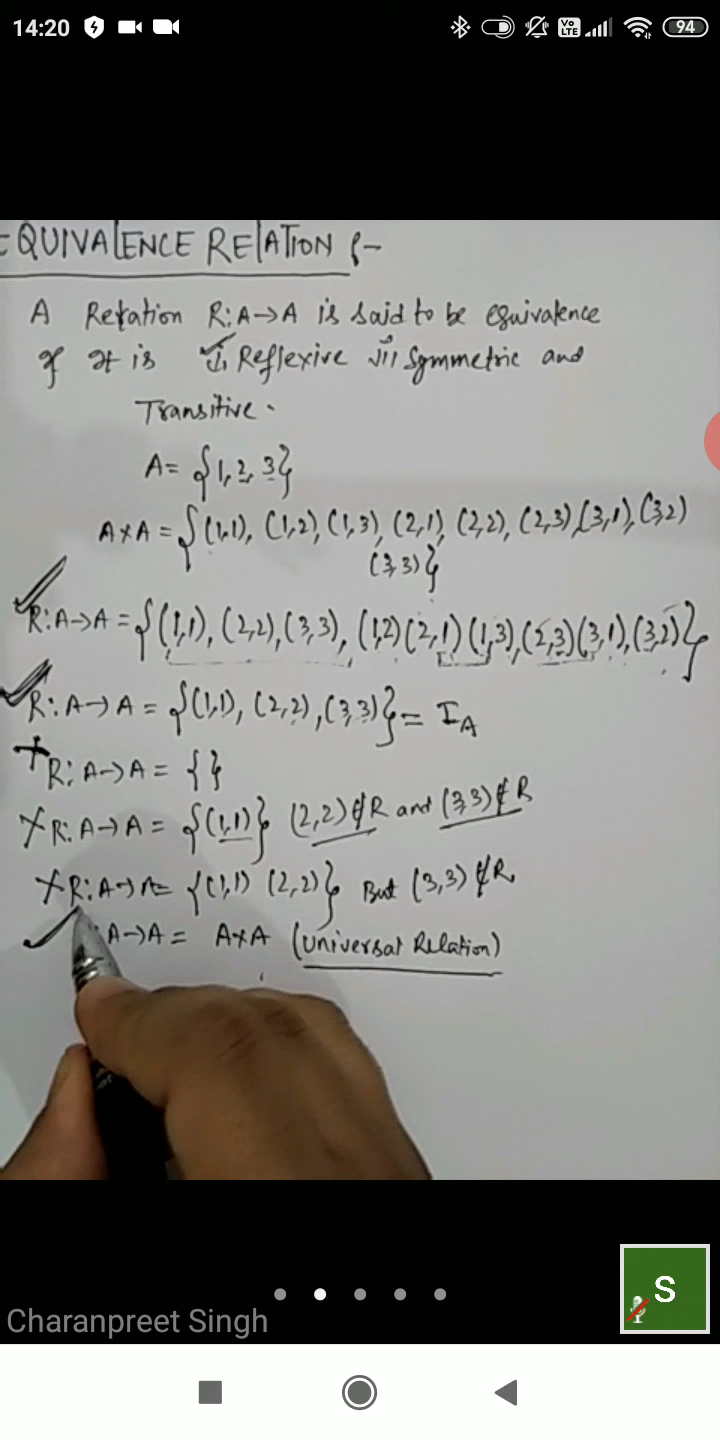 14:20
Vo LTE
94
EQUIVALENCE RELATION :-
A Relation R:A→A is said to be equivalence
if It is i, Reflexive ii Symmetric and
Transitive.
A= {1, 2, 3}
A×A = {(1,1), (1,2), (1,3), (2,1), (2,2), (2,3), (3,1), (3,2)
(3,3)}
R:A→A = {(1,1), (2,2), (3,3), (1,2) (2,1) (1,3), (2,3) (3,1), (3,2)}
R: A→A = {(1,1), (2,2), (3,3)} = I_A
R: A→A = { }
R: A→A = {(1,1)} (2,2)∉R and (3,3)∉R
R: A→A= {(1,1) (2,2)} But (3,3)∉R.
: A→A = A×A (Universal Relation)
S
Charanpreet Singh